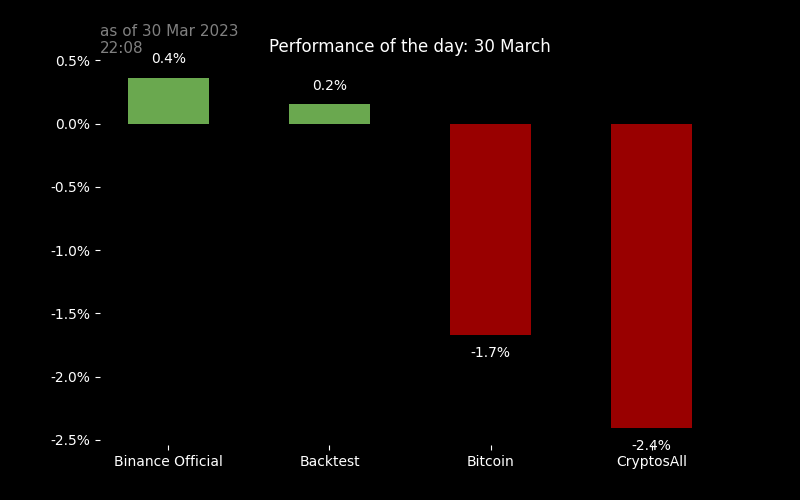 as of 30 Mar 2023
22:08
Performance of the day: 30 March
0.5%
0.0%
-0.5%
-1.0%
-1.5%
-2.0%
-2.5%
0.4%
0.2%
-1.7%
-2.4%
Binance Official
Backtest
Bitcoin
CryptosAll